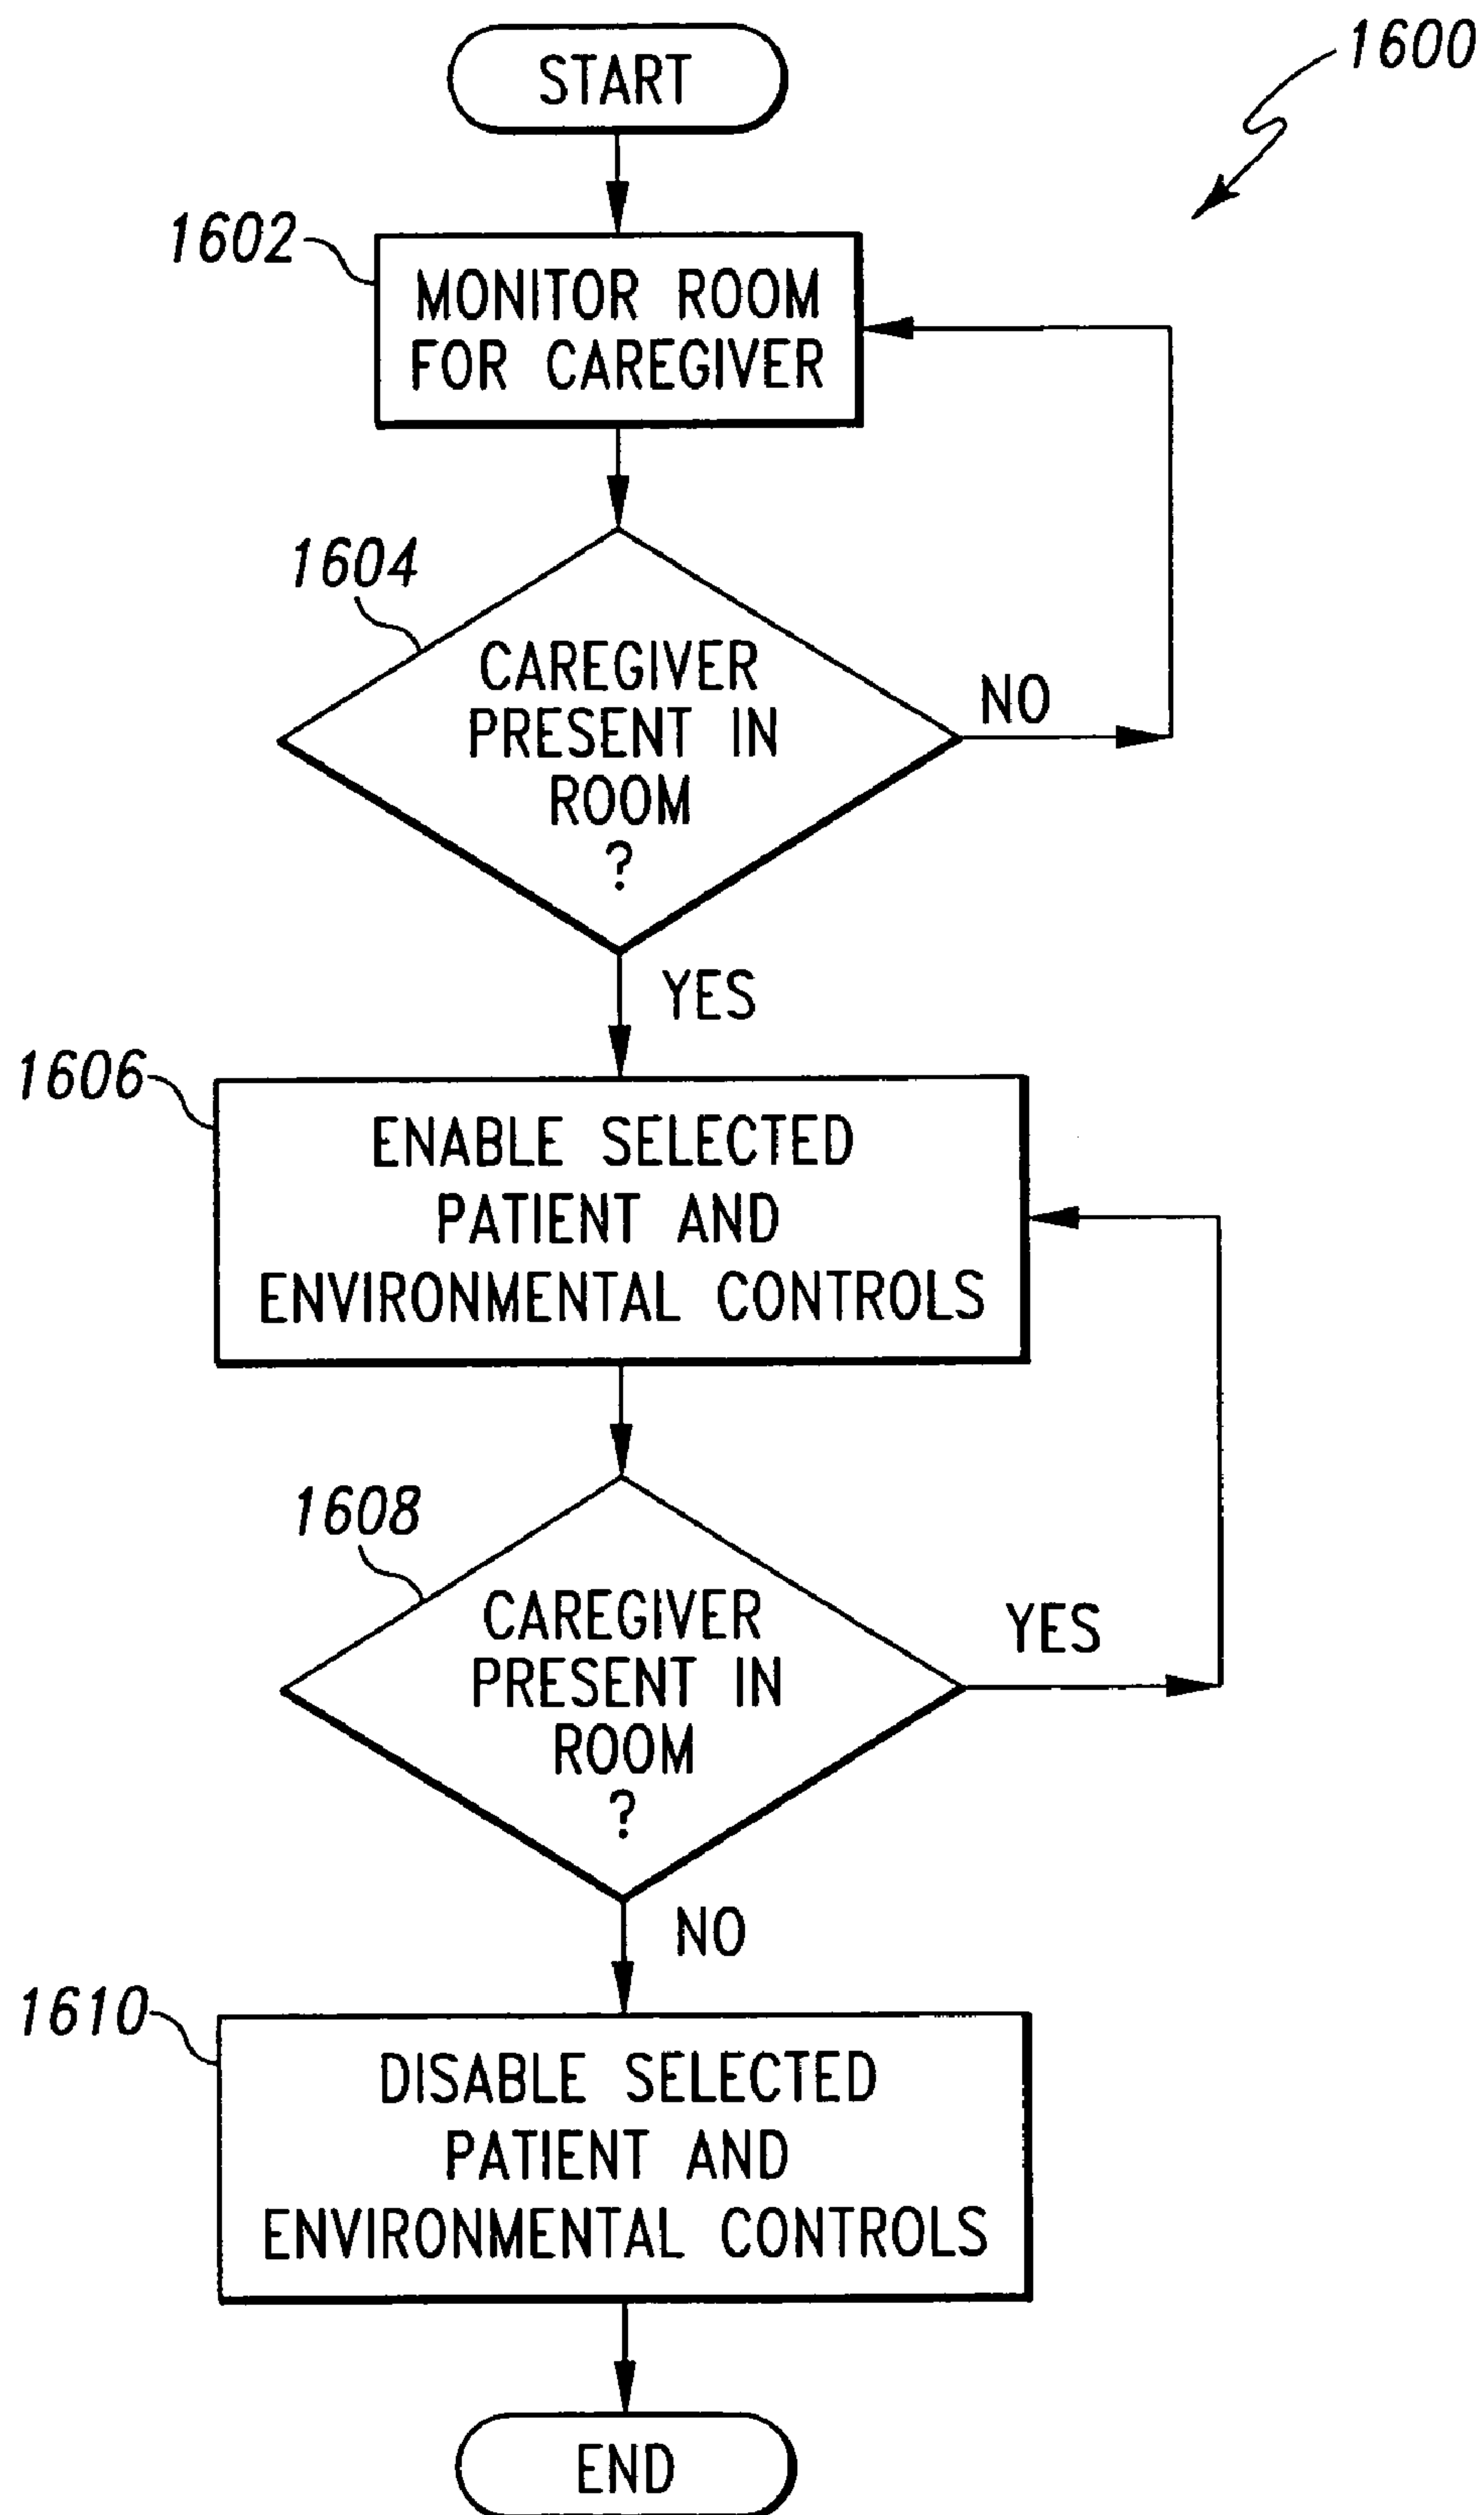 START
1600
1602
MONITOR ROOM
FOR CAREGIVER
1604
CAREGIVER
PRESENT IN
ROOM
?
NO
YES
1606
ENABLE SELECTED
PATIENT AND
ENVIRONMENTAL CONTROLS
1608
CAREGIVER
PRESENT IN
ROOM
?
YES
NO
1610
DISABLE SELECTED
PATIENT AND
ENVIRONMENTAL CONTROLS
END